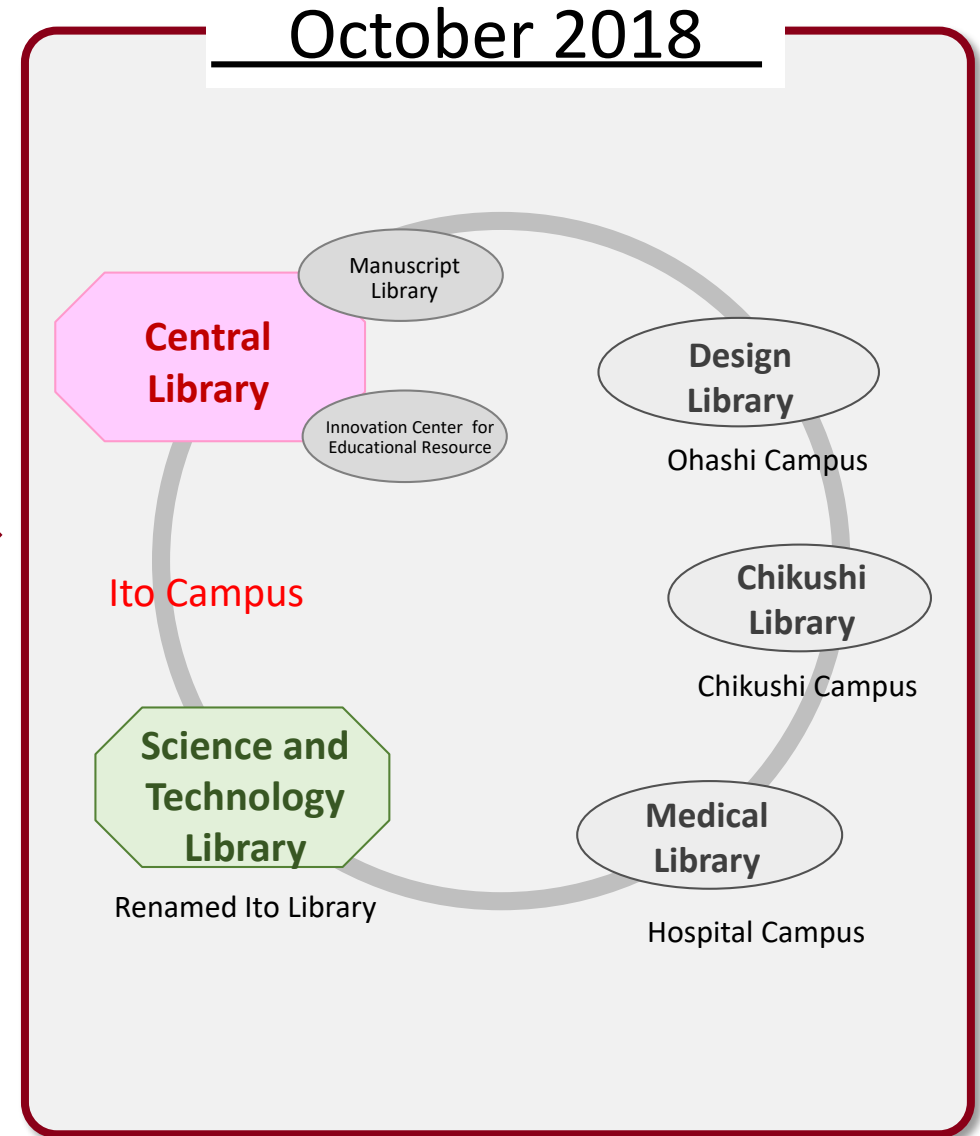 October 2018
Manuscript
Library
Central
Library
Innovation Center for
Educational Resource
Design
Library
Ohashi Campus
Chikushi
Library
Chikushi Campus
Ito Campus
Science and
Technology
Library
Renamed Ito Library
Medical
Library
Hospital Campus